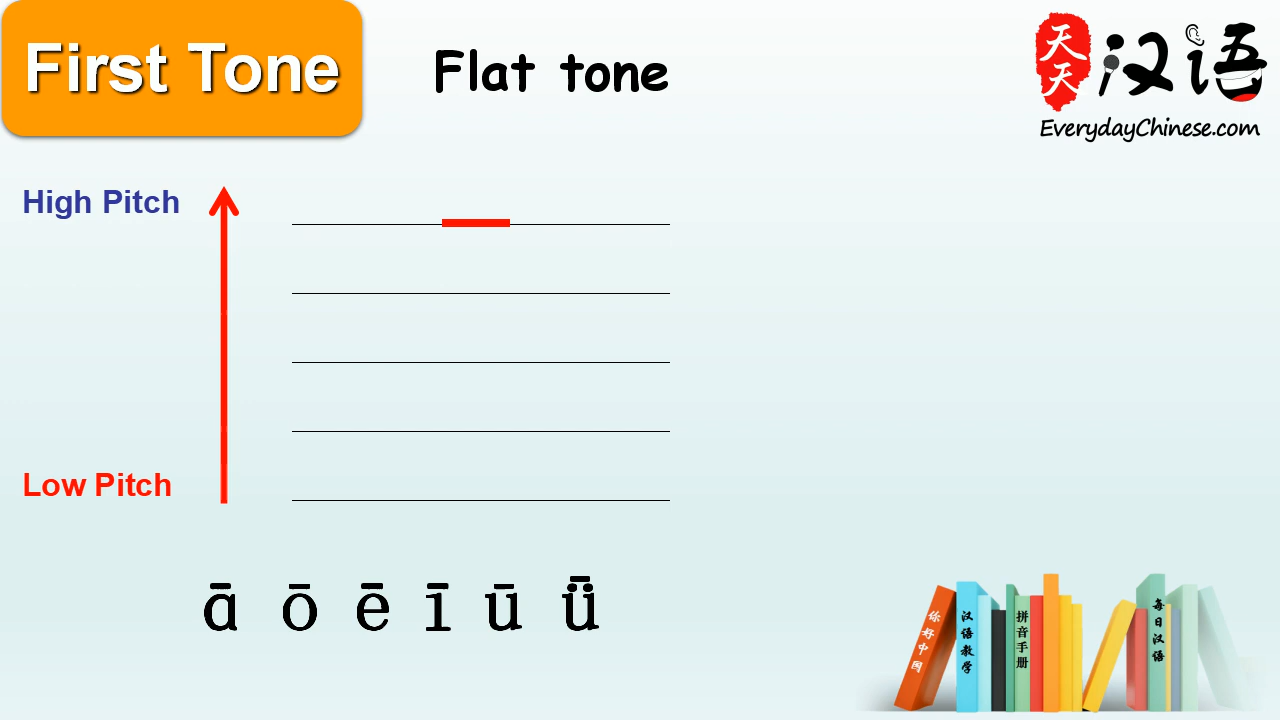 First Tone
Flat tone
天天
汉语
EverydayChinese.com
High Pitch
Low Pitch
ā ō ē ī ū ǖ
你好中国
汉语教学
拼音手册
每日汉语